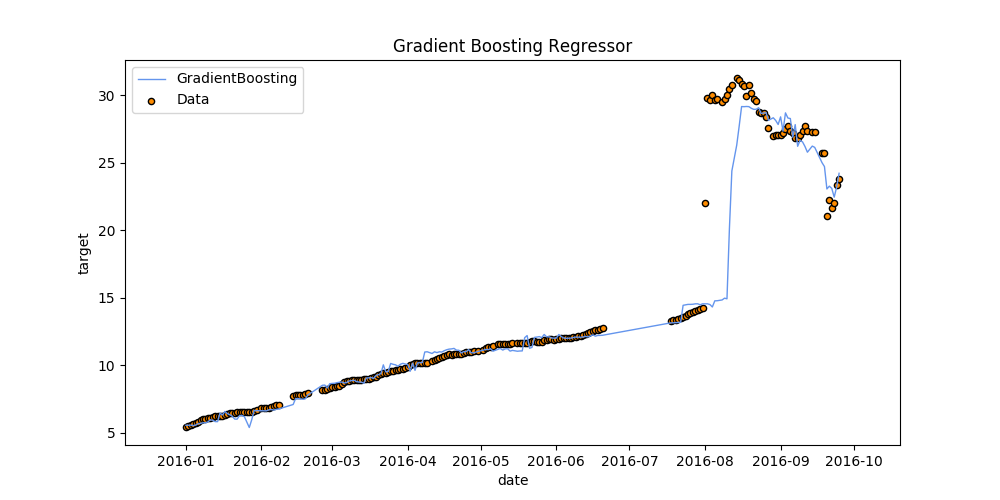 Gradient Boosting Regressor
GradientBoosting
Data
target
30
25
20
15
10
5
2016-01 2016-02 2016-03 2016-04 2016-05 2016-06 2016-07 2016-08 2016-09 2016-10
date